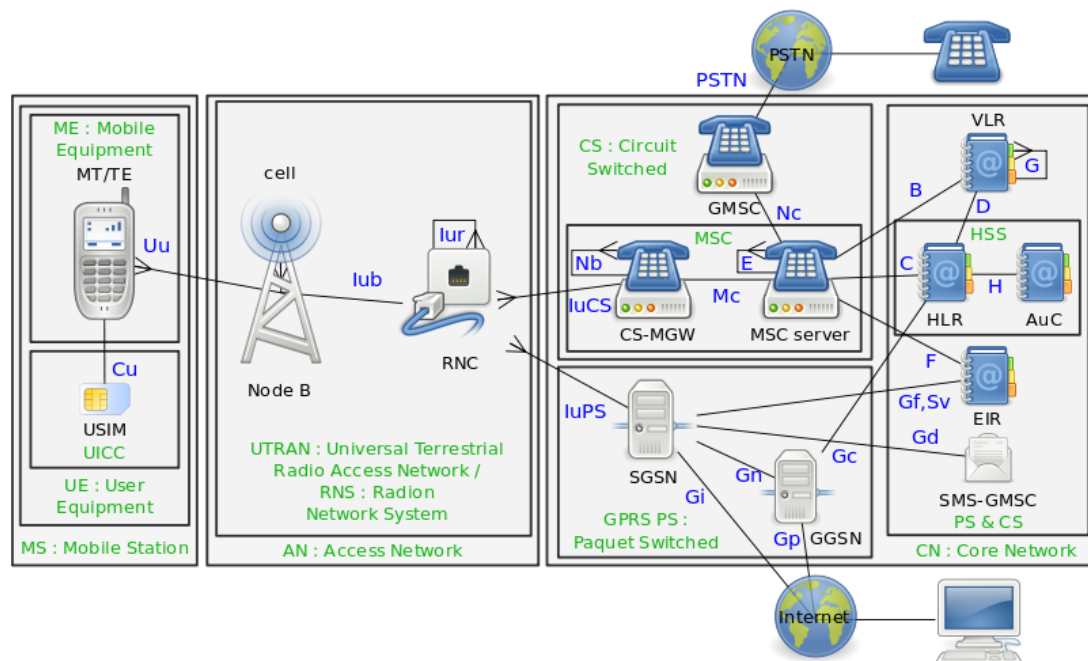 PSTN
PSTN
ME : Mobile
Equipment
MT/TE
Uu
Cu
USIM
UICC
UE : User
Equipment
MS : Mobile Station
cell
Iub
Node B
Iur
RNC
UTRAN : Universal Terrestrial
Radio Access Network /
RNS : Radion
Network System
AN : Access Network
CS : Circuit
Switched
GMSC
Nc
MSC
Nb
E
IuCS
Mc
CS-MGW
MSC server
VLR
G
B
D
HSS
C
H
HLR
AuC
F
EIR
IuPS
Gf,Sv
Gd
Gc
Gn
SGSN
Gi
SMS-GMSC
PS & CS
GPRS PS :
Paquet Switched
Gp
GGSN
CN : Core Network
Internet